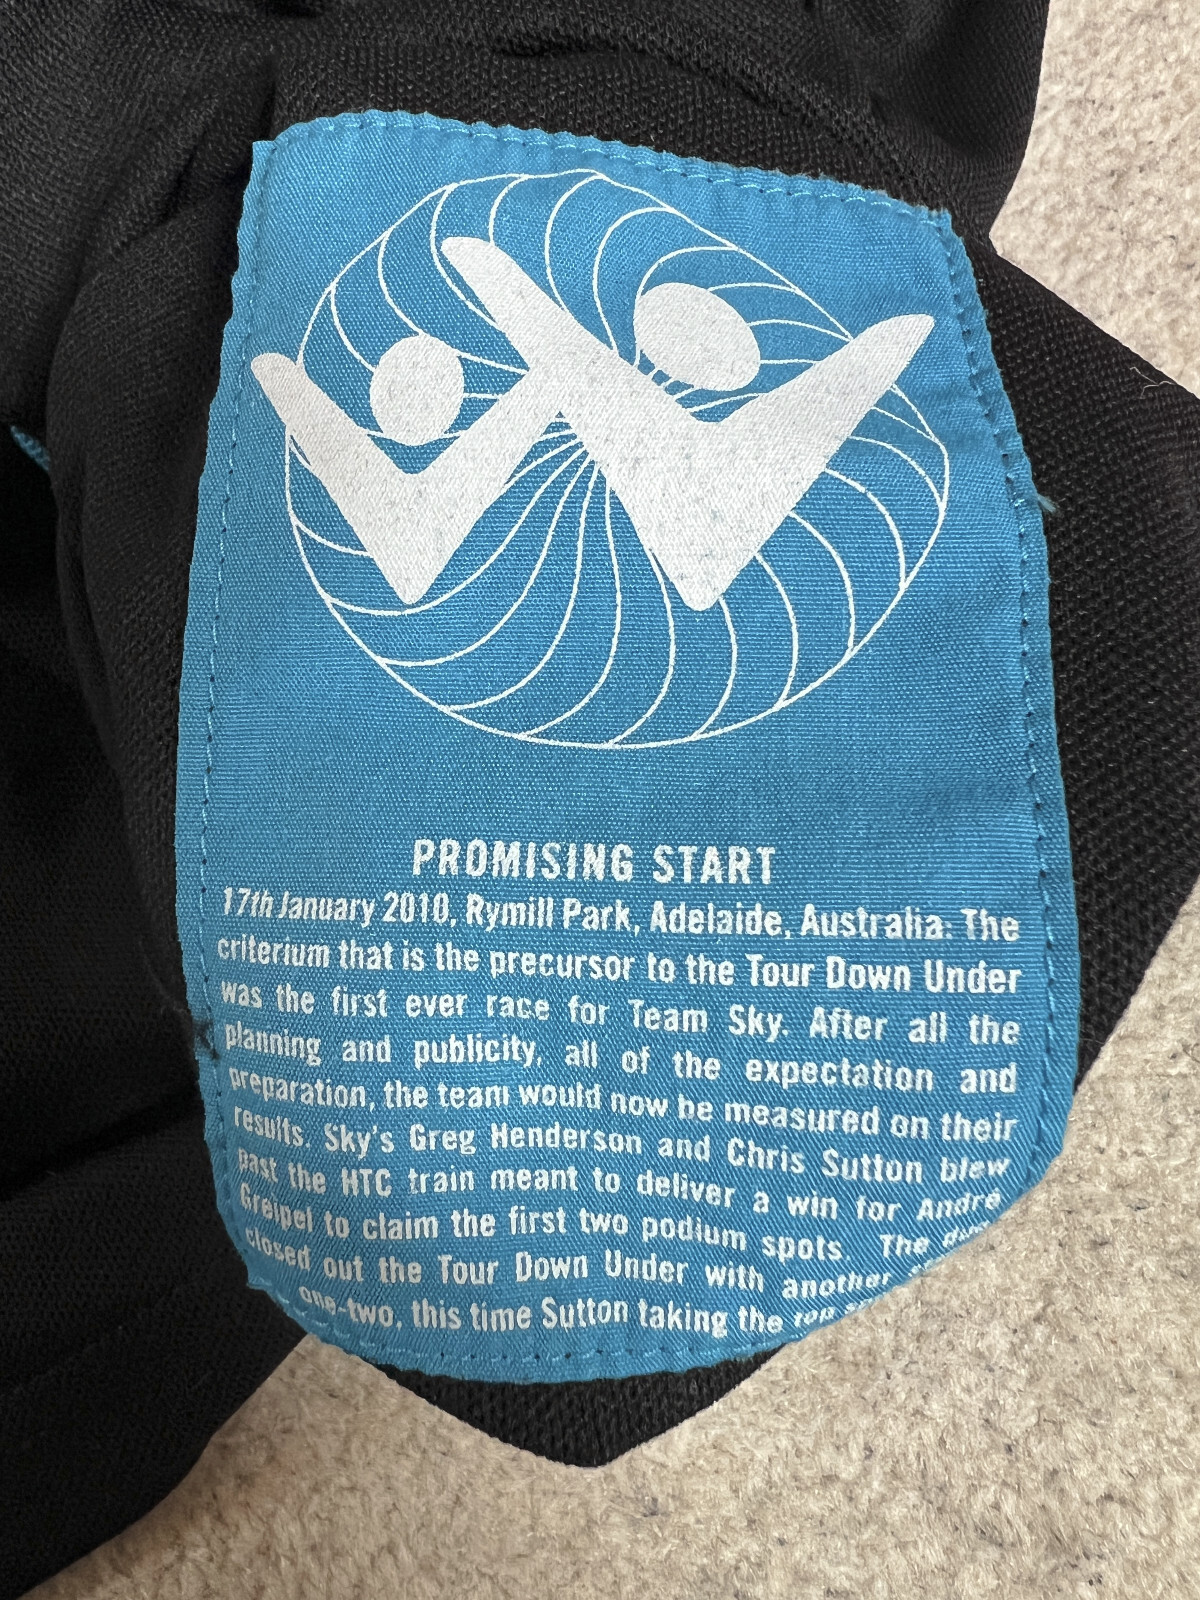 PROMISING START
17th January 2010, Rymill Park, Adelaide, Australia: The
criterium that is the precursor to the Tour Down Under
was the first ever race for Team Sky. After all the
planning and publicity, all of the expectation and
preparation, the team would now be measured on their
results. Sky's Greg Henderson and Chris Sutton blew
past the HTC train meant to deliver a win for André
Greipel to claim the first two podium spots. The
closed out the Tour Down Under with another
one-two, this time Sutton taking the top